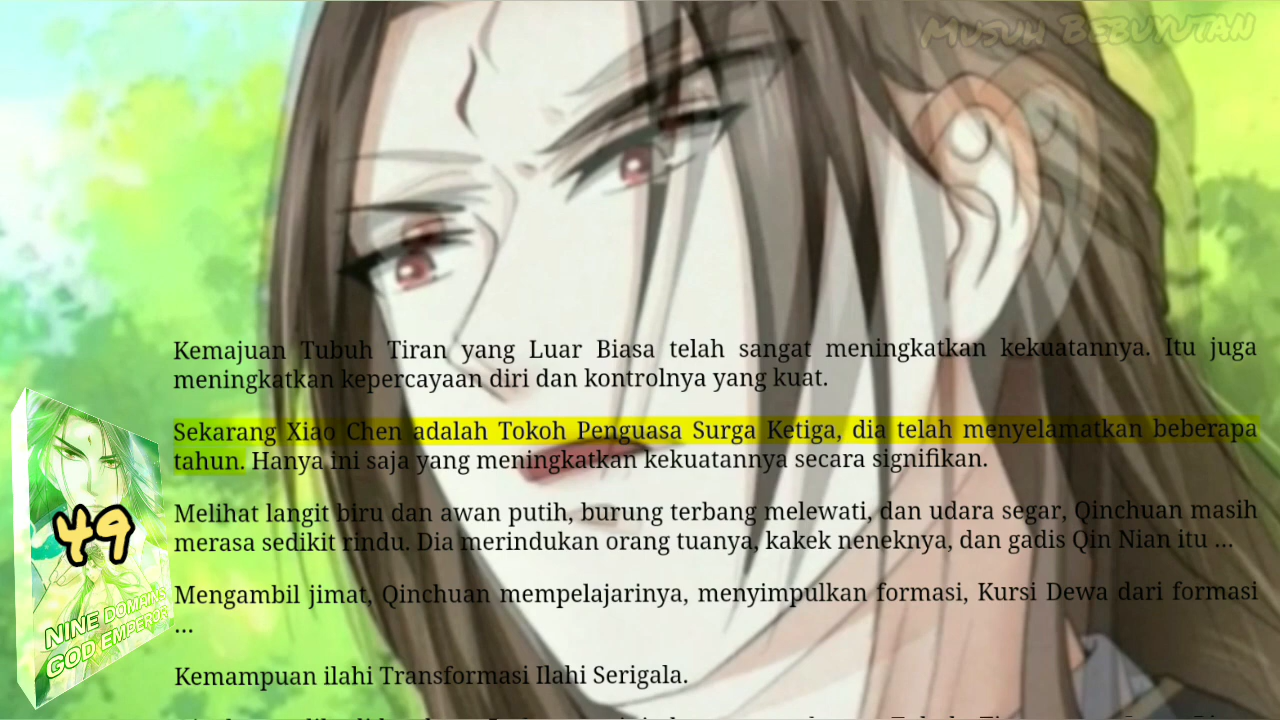 Musuh Bebuyutan
Kemajuan Tubuh Tiran yang Luar Biasa telah sangat meningkatkan kekuatannya. Itu juga
meningkatkan kepercayaan diri dan kontrolnya yang kuat.
Sekarang Xiao Chen adalah Tokoh Penguasa Surga Ketiga, dia telah menyelamatkan beberapa
tahun. Hanya ini saja yang meningkatkan kekuatannya secara signifikan.
Melihat langit biru dan awan putih, burung terbang melewati, dan udara segar, Qinchuan masih
merasa sedikit rindu. Dia merindukan orang tuanya, kakek neneknya, dan gadis Qin Nian itu ...
Mengambil jimat, Qinchuan mempelajarinya, menyimpulkan formasi, Kursi Dewa dari formasi
...
Kemampuan ilahi Transformasi Ilahi Serigala.
49
NINE DOMAINS
GOD EMPEROR